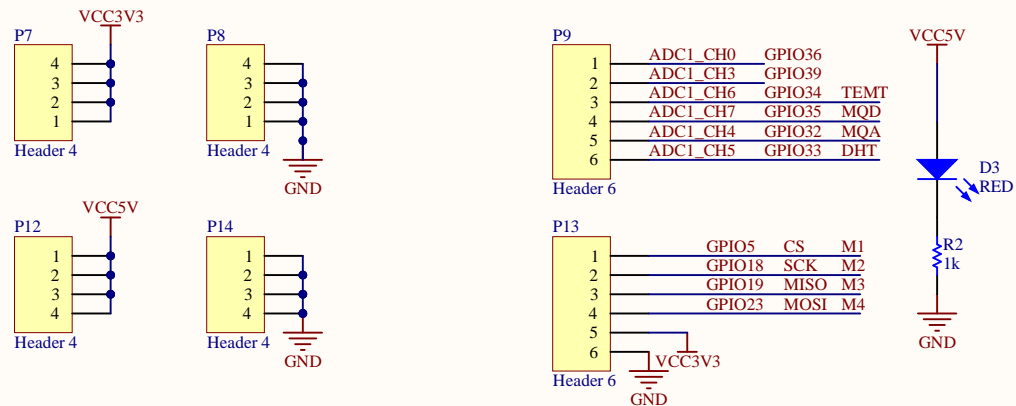 VCC3V3
P7
4
3
2
1
Header 4
P8
4
3
2
1
GND
Header 4
P9
1 ADC1_CH0 GPIO36
2 ADC1_CH3 GPIO39
3 ADC1_CH6 GPIO34 TEMT
4 ADC1_CH7 GPIO35 MQD
5 ADC1_CH4 GPIO32 MQA
6 ADC1_CH5 GPIO33 DHT
Header 6
VCC5V
D3
RED
R2
1k
GND
VCC5V
P12
1
2
3
4
Header 4
P14
1
2
3
4
GND
Header 4
P13
1 GPIO5 CS M1
2 GPIO18 SCK M2
3 GPIO19 MISO M3
4 GPIO23 MOSI M4
5
VCC3V3
6
GND
Header 6